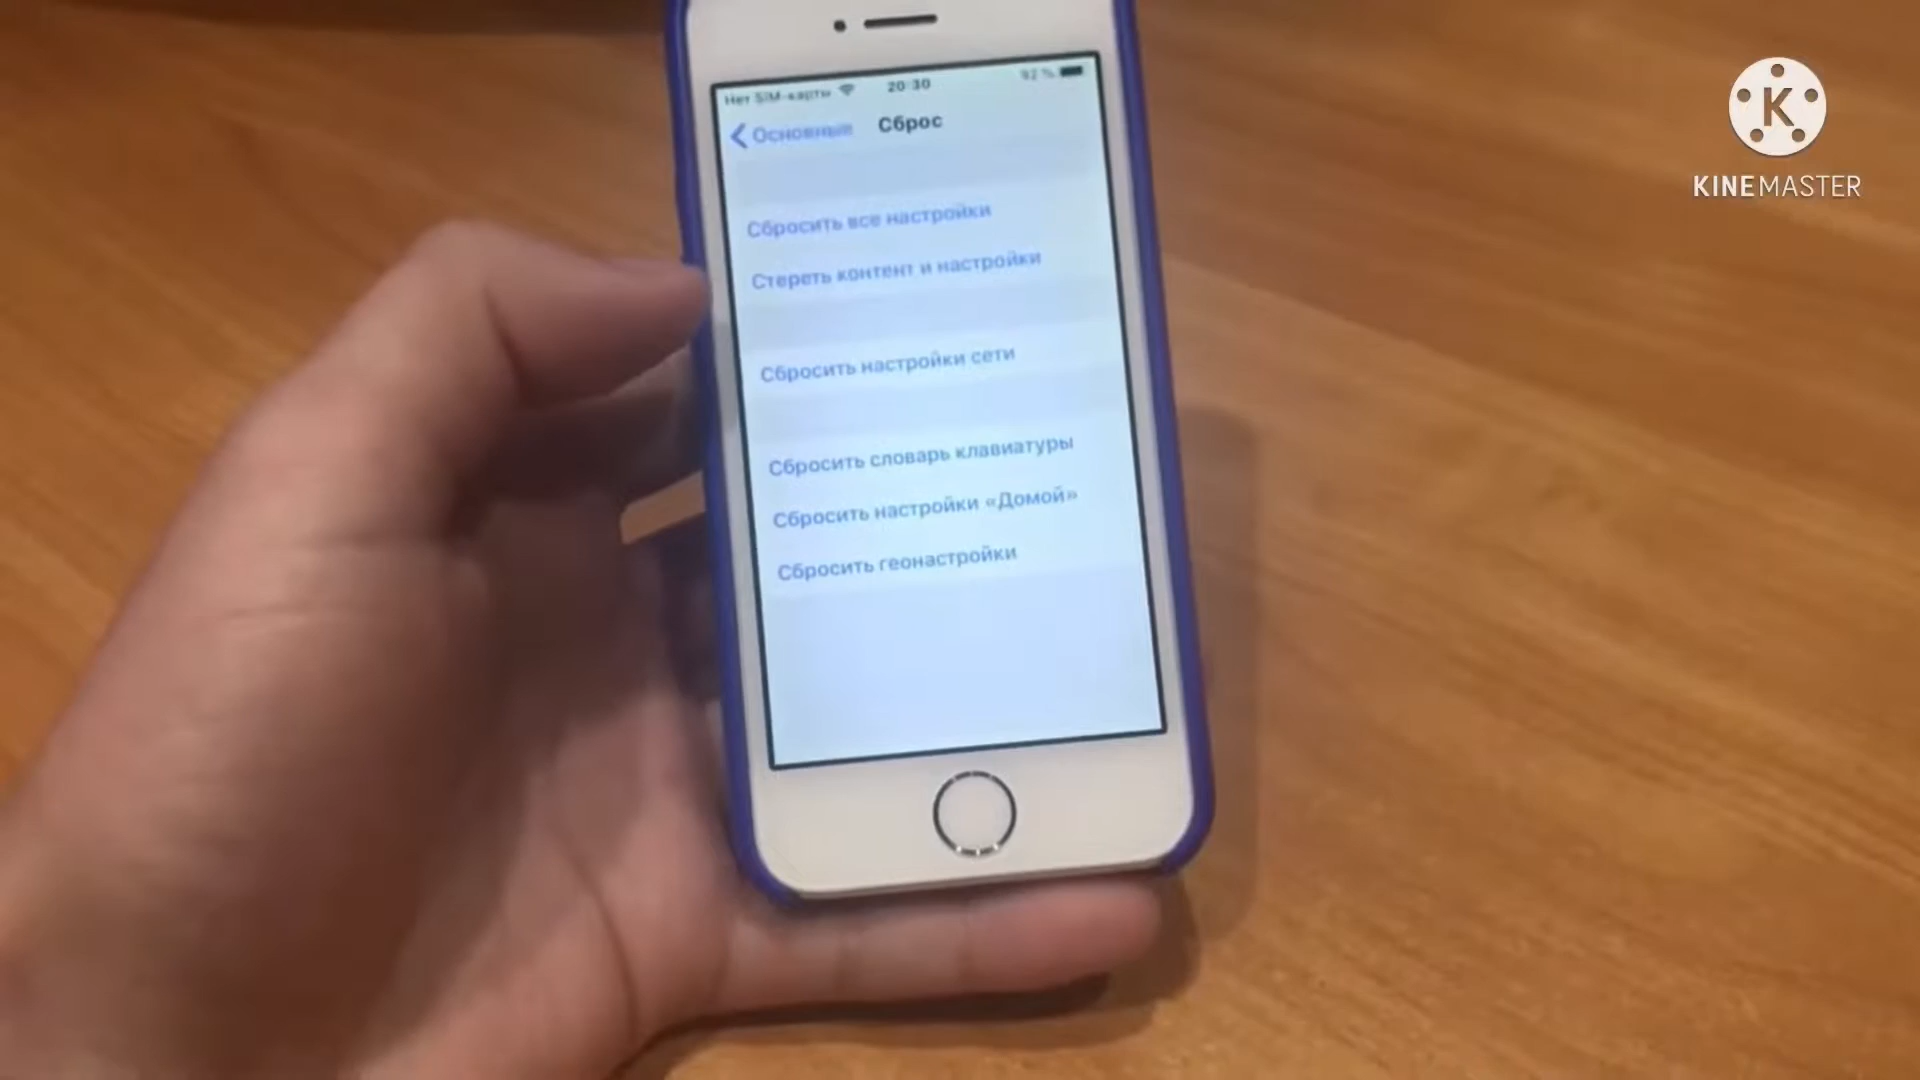 Нет SIM-карты 20:30 92 %
Основные Сброс
Сбросить все настройки
Стереть контент и настройки
Сбросить настройки сети
Сбросить словарь клавиатуры
Сбросить настройки «Домой»
Сбросить геонастройки
K
KINEMASTER